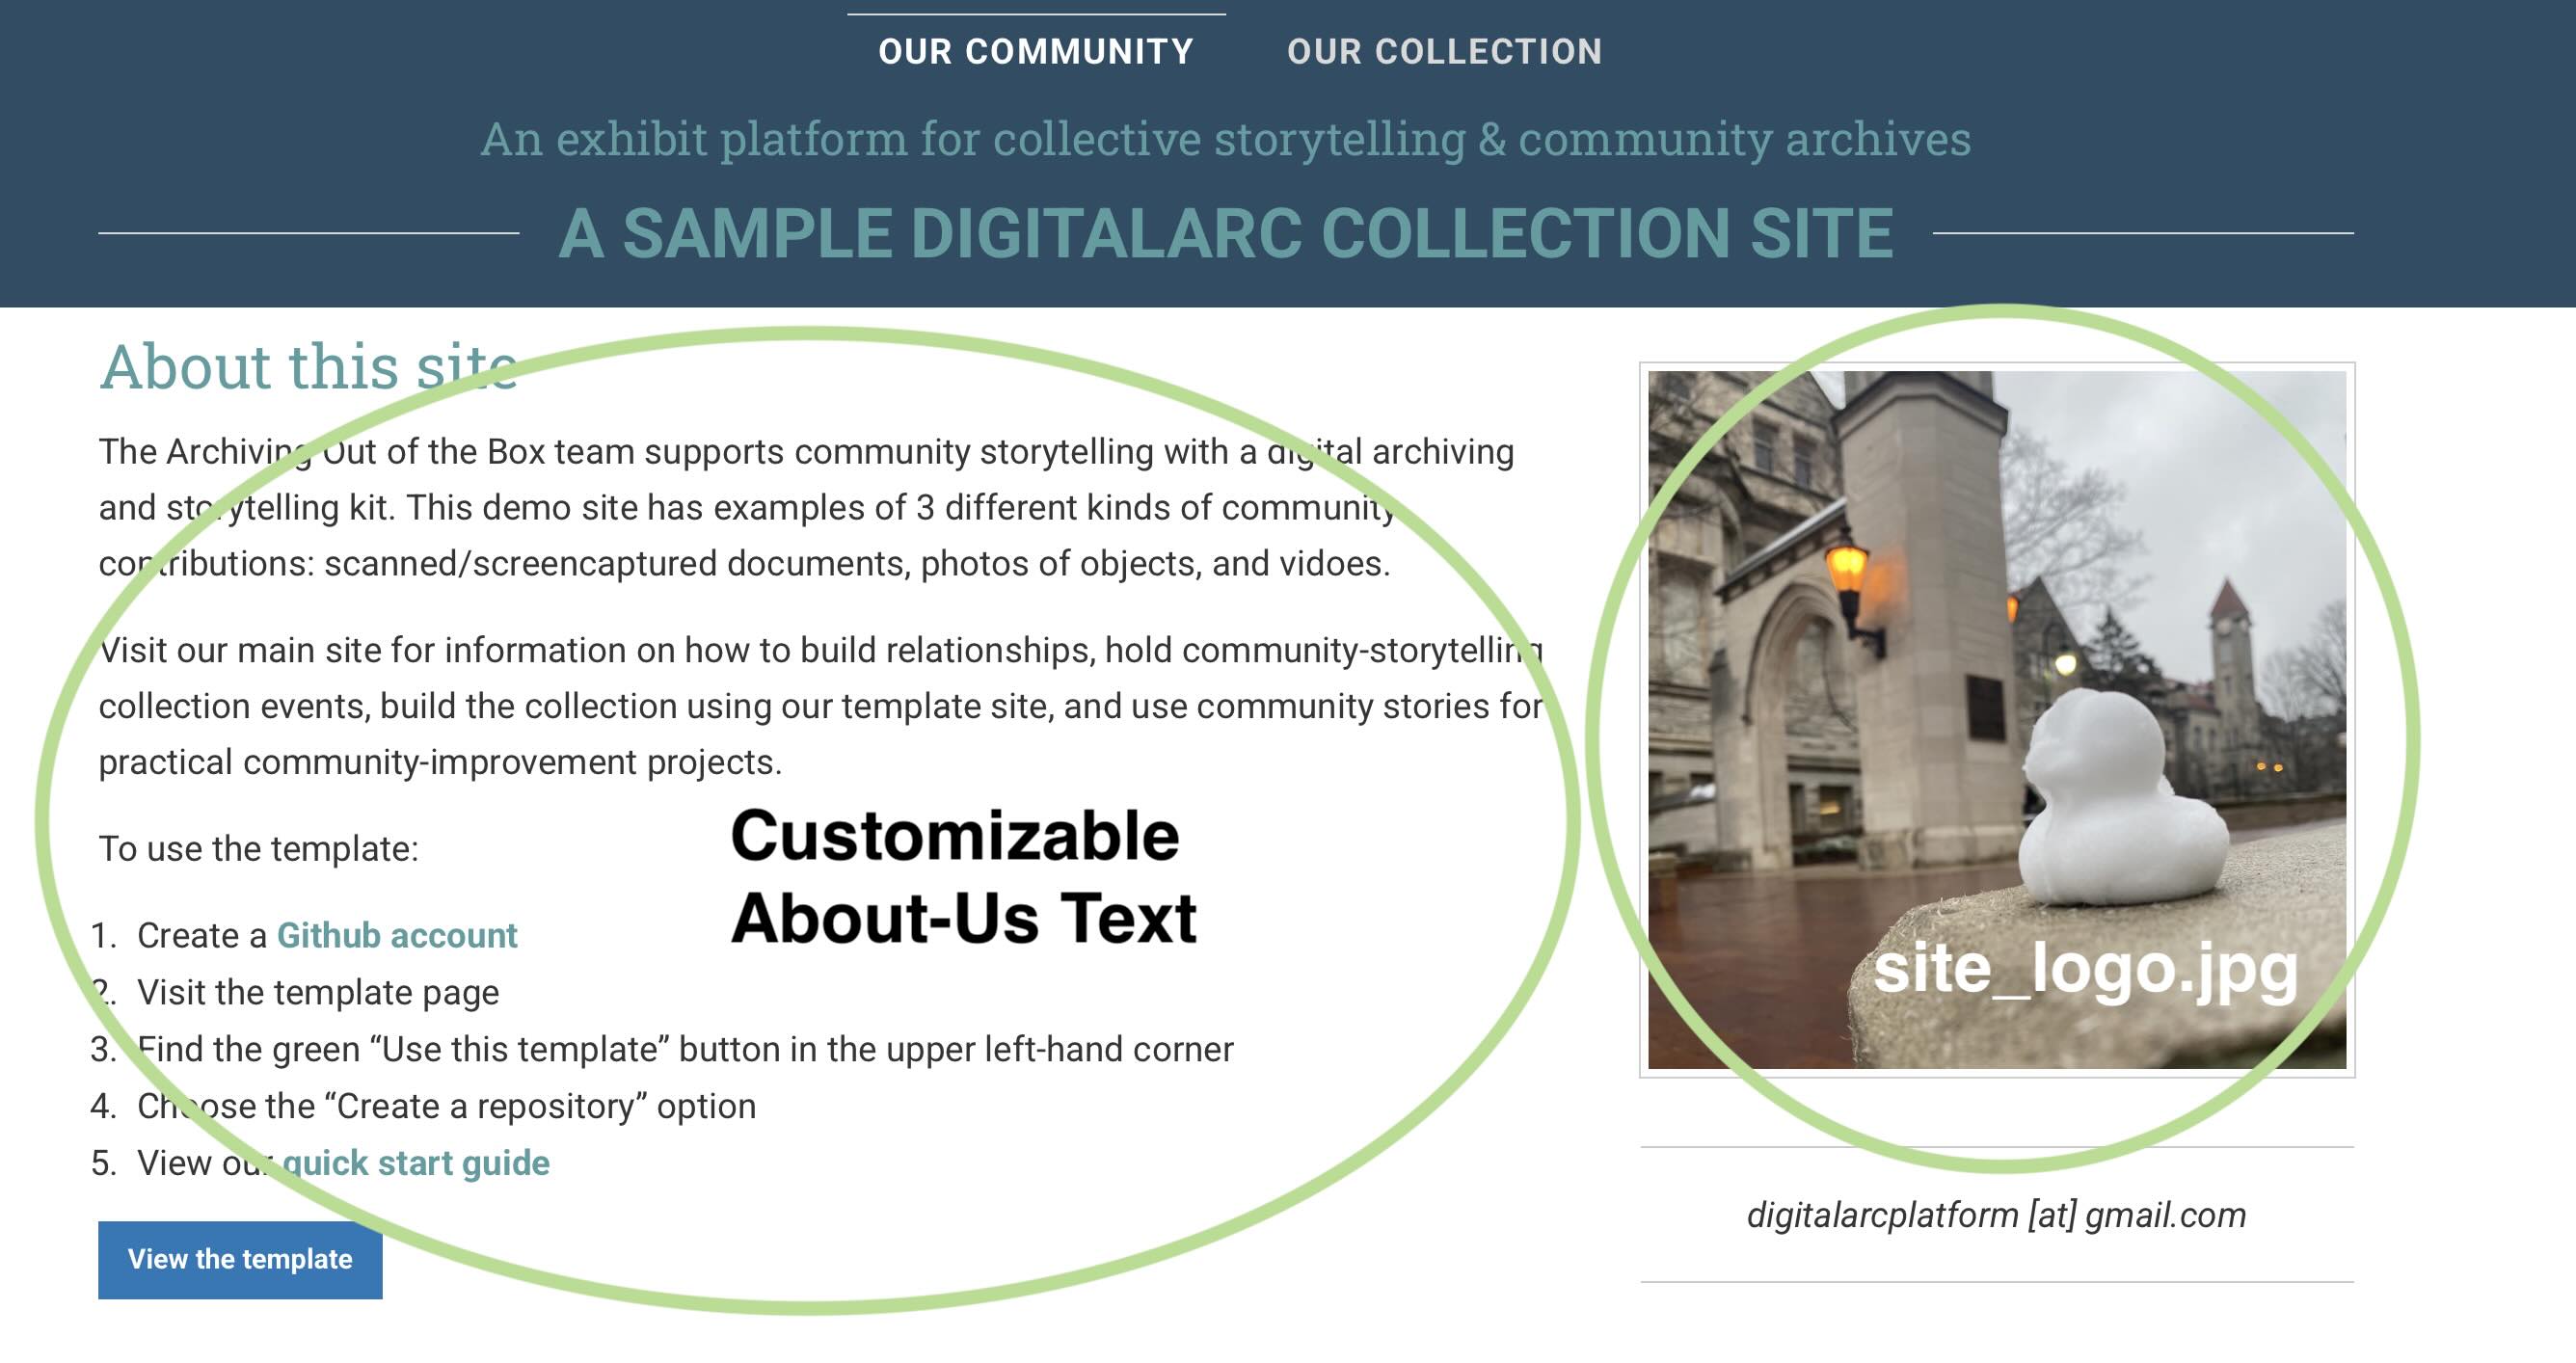 OUR COMMUNITY OUR COLLECTION
An exhibit platform for collective storytelling & community archives
A SAMPLE DIGITALARC COLLECTION SITE
About this site
The Archiving Out of the Box team supports community storytelling with a digital archiving
and storytelling kit. This demo site has examples of 3 different kinds of community
contributions: scanned/screencaptured documents, photos of objects, and vidoes.
Visit our main site for information on how to build relationships, hold community-storytelling
collection events, build the collection using our template site, and use community stories for
practical community-improvement projects.
To use the template:
1. Create a Github account
2. Visit the template page
3. Find the green “Use this template” button in the upper left-hand corner
4. Choose the “Create a repository” option
5. View our quick start guide
View the template
Customizable
About-Us Text
site_logo.jpg
digitalarcplatform [at] gmail.com